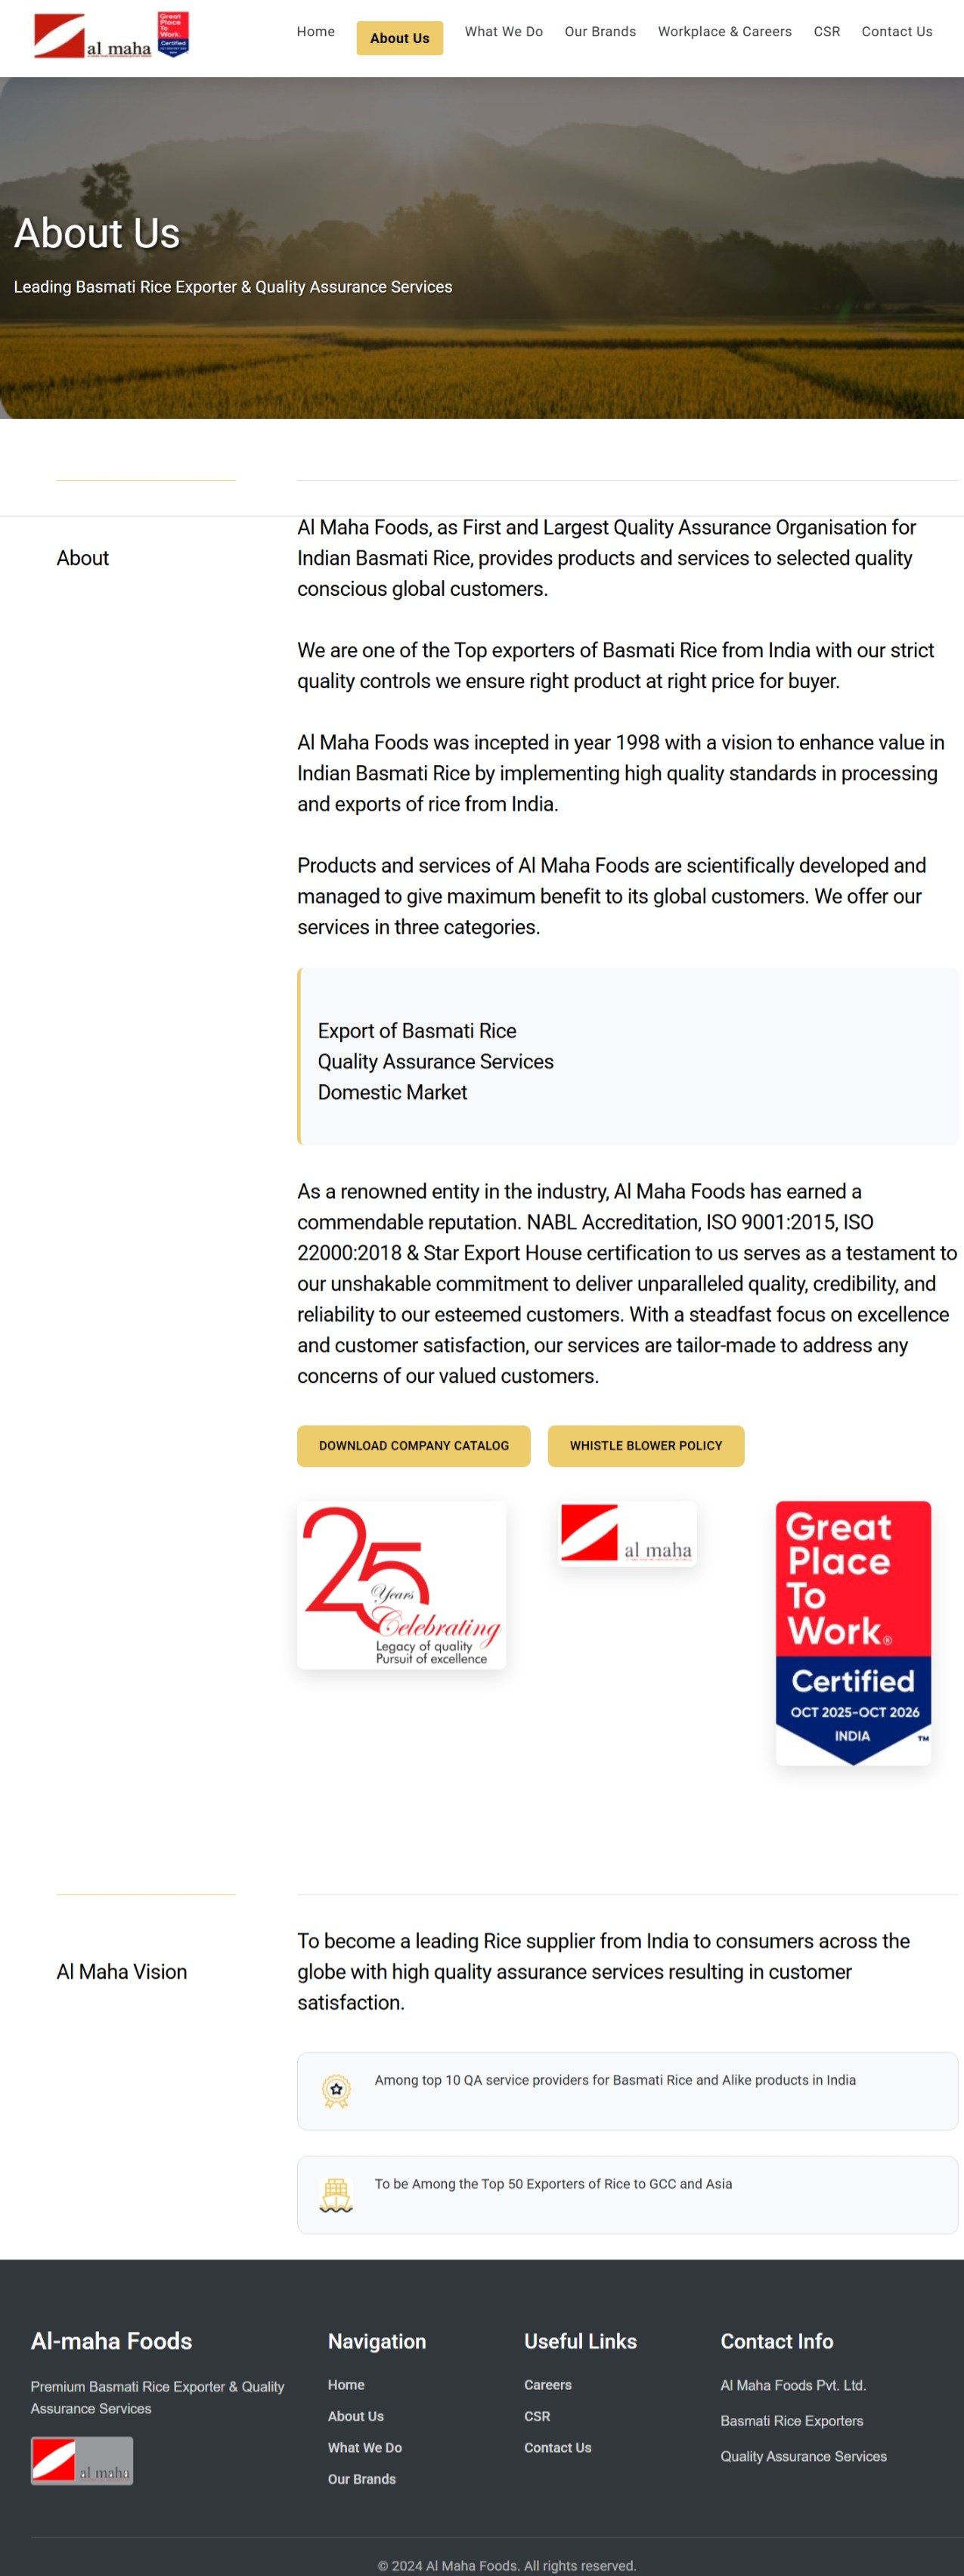 al maha
Great
Place
To
Work.
Certified
Home
About Us
What We Do
Our Brands
Workplace & Careers
CSR
Contact Us
About Us
Leading Basmati Rice Exporter & Quality Assurance Services
About
Al Maha Foods, as First and Largest Quality Assurance Organisation for
Indian Basmati Rice, provides products and services to selected quality
conscious global customers.
We are one of the Top exporters of Basmati Rice from India with our strict
quality controls we ensure right product at right price for buyer.
Al Maha Foods was incepted in year 1998 with a vision to enhance value in
Indian Basmati Rice by implementing high quality standards in processing
and exports of rice from India.
Products and services of Al Maha Foods are scientifically developed and
managed to give maximum benefit to its global customers. We offer our
services in three categories.
Export of Basmati Rice
Quality Assurance Services
Domestic Market
As a renowned entity in the industry, Al Maha Foods has earned a
commendable reputation. NABL Accreditation, ISO 9001:2015, ISO
22000:2018 & Star Export House certification to us serves as a testament to
our unshakable commitment to deliver unparalleled quality, credibility, and
reliability to our esteemed customers. With a steadfast focus on excellence
and customer satisfaction, our services are tailor-made to address any
concerns of our valued customers.
DOWNLOAD COMPANY CATALOG
WHISTLE BLOWER POLICY
25
Years
Celebrating
Legacy of quality
Pursuit of excellence
al maha
Great
Place
To
Work®
Certified
OCT 2025-OCT 2026
INDIA
TM
Al Maha Vision
To become a leading Rice supplier from India to consumers across the
globe with high quality assurance services resulting in customer
satisfaction.
Among top 10 QA service providers for Basmati Rice and Alike products in India
To be Among the Top 50 Exporters of Rice to GCC and Asia
Al-maha Foods
Premium Basmati Rice Exporter & Quality
Assurance Services
al maha
Navigation
Home
About Us
What We Do
Our Brands
Useful Links
Careers
CSR
Contact Us
Contact Info
Al Maha Foods Pvt. Ltd.
Basmati Rice Exporters
Quality Assurance Services
© 2024 Al Maha Foods. All rights reserved.